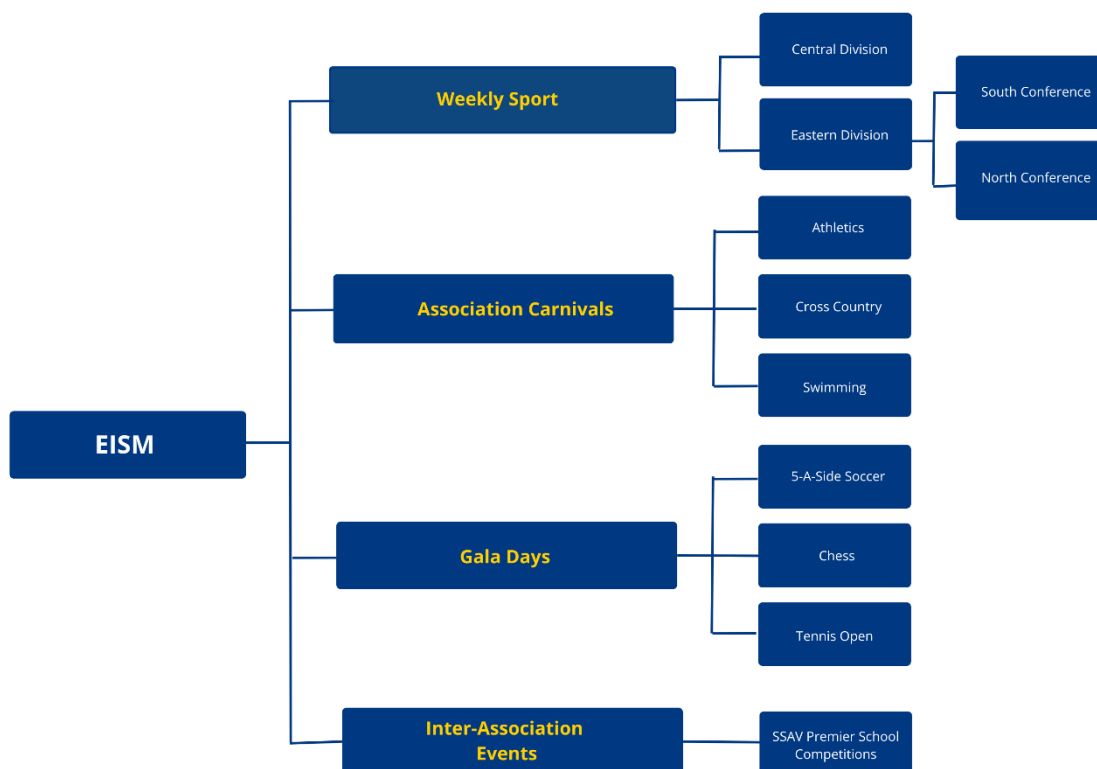 Central Division
Weekly Sport
South Conference
Eastern Division
North Conference
Athletics
Association Carnivals
Cross Country
Swimming
EISM
5-A-Side Soccer
Gala Days
Chess
Tennis Open
Inter-Association
Events
SSAV Premier School
Competitions